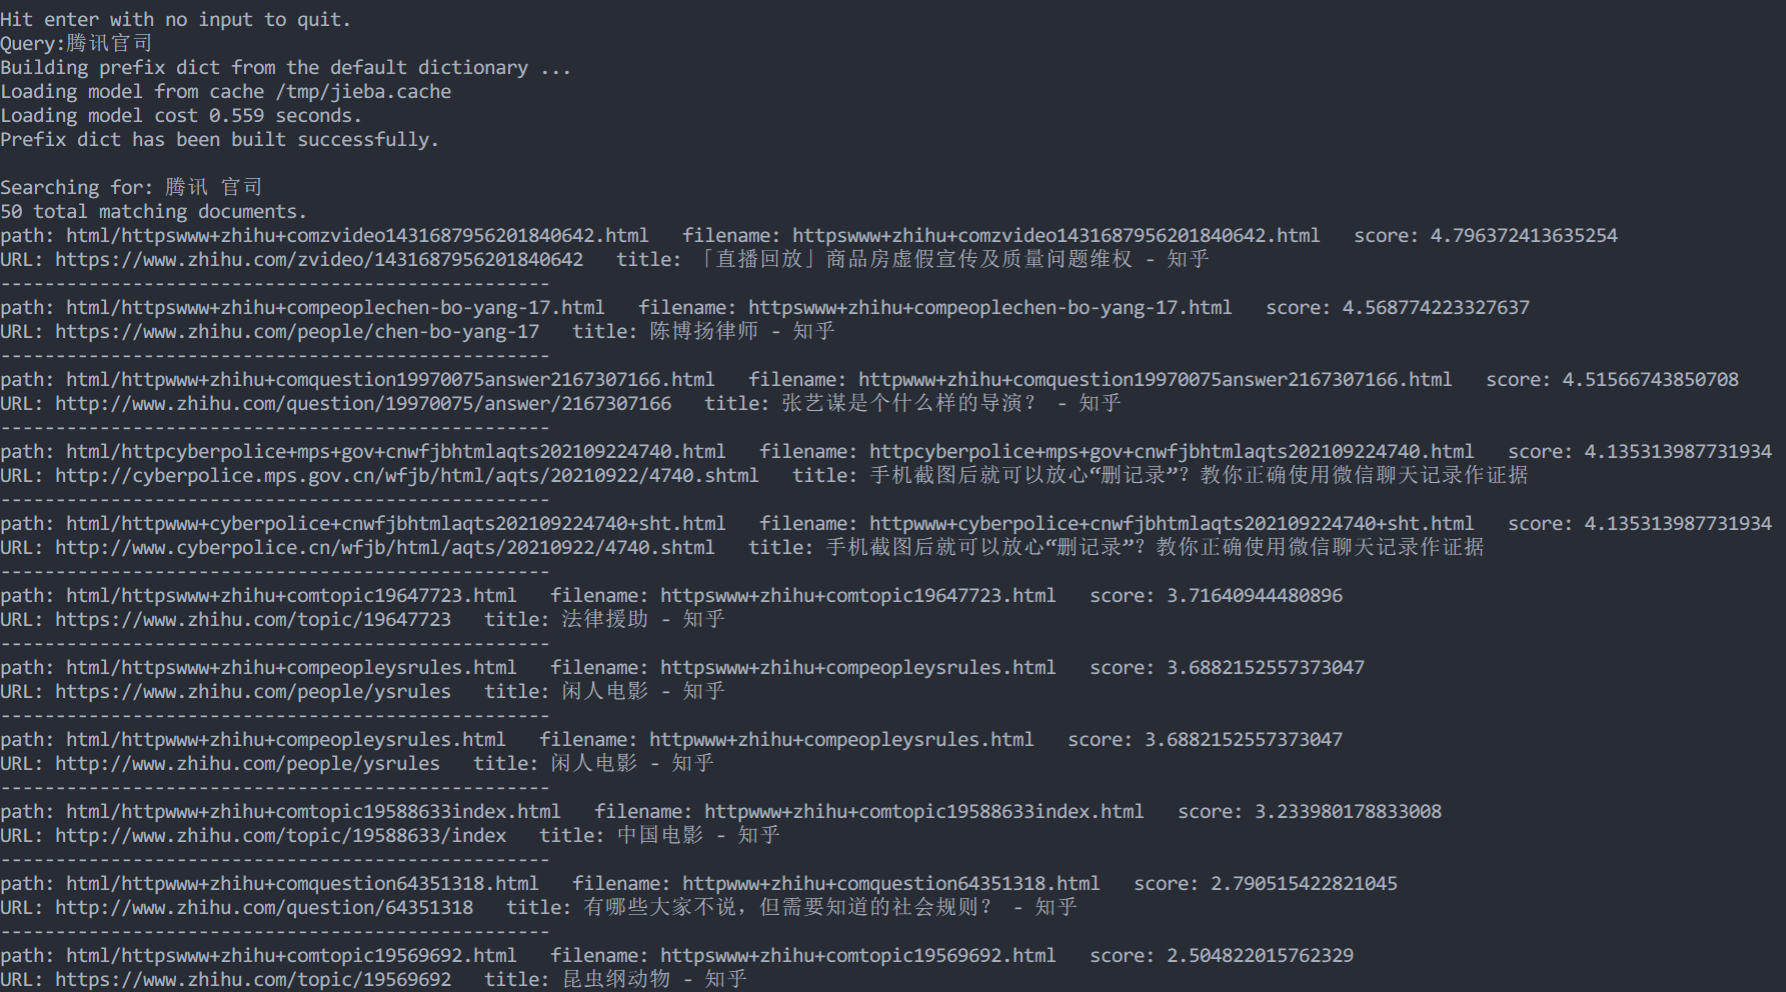 Hit enter with no input to quit.
Query:腾讯官司
Building prefix dict from the default dictionary ...
Loading model from cache /tmp/jieba.cache
Loading model cost 0.559 seconds.
Prefix dict has been built successfully.
Searching for: 腾讯 官司
50 total matching documents.
path: html/httpswww+zhihu+comzvideo1431687956201840642.html   filename: httpswww+zhihu+comzvideo1431687956201840642.html   score: 4.796372413635254
URL: https://www.zhihu.com/zvideo/1431687956201840642   title: 「直播回放」商品房虚假宣传及质量问题维权 - 知乎
--------------------------------------------------
path: html/httpswww+zhihu+compeoplechen-bo-yang-17.html   filename: httpswww+zhihu+compeoplechen-bo-yang-17.html   score: 4.568774223327637
URL: https://www.zhihu.com/people/chen-bo-yang-17   title: 陈博扬律师 - 知乎
--------------------------------------------------
path: html/httpwww+zhihu+comquestion19970075answer2167307166.html   filename: httpwww+zhihu+comquestion19970075answer2167307166.html   score: 4.51566743850708
URL: http://www.zhihu.com/question/19970075/answer/2167307166   title: 张艺谋是个什么样的导演？ - 知乎
--------------------------------------------------
path: html/httpcyberpolice+mps+gov+cnwfjbhtmlaqts202109224740.html   filename: httpcyberpolice+mps+gov+cnwfjbhtmlaqts202109224740.html   score: 4.135313987731934
URL: http://cyberpolice.mps.gov.cn/wfjb/html/aqts/20210922/4740.shtml   title: 手机截图后就可以放心“删记录”？教你正确使用微信聊天记录作证据
--------------------------------------------------
path: html/httpwww+cyberpolice+cnwfjbhtmlaqts202109224740+sht.html   filename: httpwww+cyberpolice+cnwfjbhtmlaqts202109224740+sht.html   score: 4.135313987731934
URL: http://www.cyberpolice.cn/wfjb/html/aqts/20210922/4740.shtml   title: 手机截图后就可以放心“删记录”？教你正确使用微信聊天记录作证据
--------------------------------------------------
path: html/httpswww+zhihu+comtopic19647723.html   filename: httpswww+zhihu+comtopic19647723.html   score: 3.71640944480896
URL: https://www.zhihu.com/topic/19647723   title: 法律援助 - 知乎
--------------------------------------------------
path: html/httpswww+zhihu+compeopleysrules.html   filename: httpswww+zhihu+compeopleysrules.html   score: 3.6882152557373047
URL: https://www.zhihu.com/people/ysrules   title: 闲人电影 - 知乎
--------------------------------------------------
path: html/httpwww+zhihu+compeopleysrules.html   filename: httpwww+zhihu+compeopleysrules.html   score: 3.6882152557373047
URL: http://www.zhihu.com/people/ysrules   title: 闲人电影 - 知乎
--------------------------------------------------
path: html/httpwww+zhihu+comtopic19588633index.html   filename: httpwww+zhihu+comtopic19588633index.html   score: 3.233980178833008
URL: http://www.zhihu.com/topic/19588633/index   title: 中国电影 - 知乎
--------------------------------------------------
path: html/httpwww+zhihu+comquestion64351318.html   filename: httpwww+zhihu+comquestion64351318.html   score: 2.790515422821045
URL: http://www.zhihu.com/question/64351318   title: 有哪些大家不说，但需要知道的社会规则？ - 知乎
--------------------------------------------------
path: html/httpswww+zhihu+comtopic19569692.html   filename: httpswww+zhihu+comtopic19569692.html   score: 2.504822015762329
URL: https://www.zhihu.com/topic/19569692   title: 昆虫纲动物 - 知乎